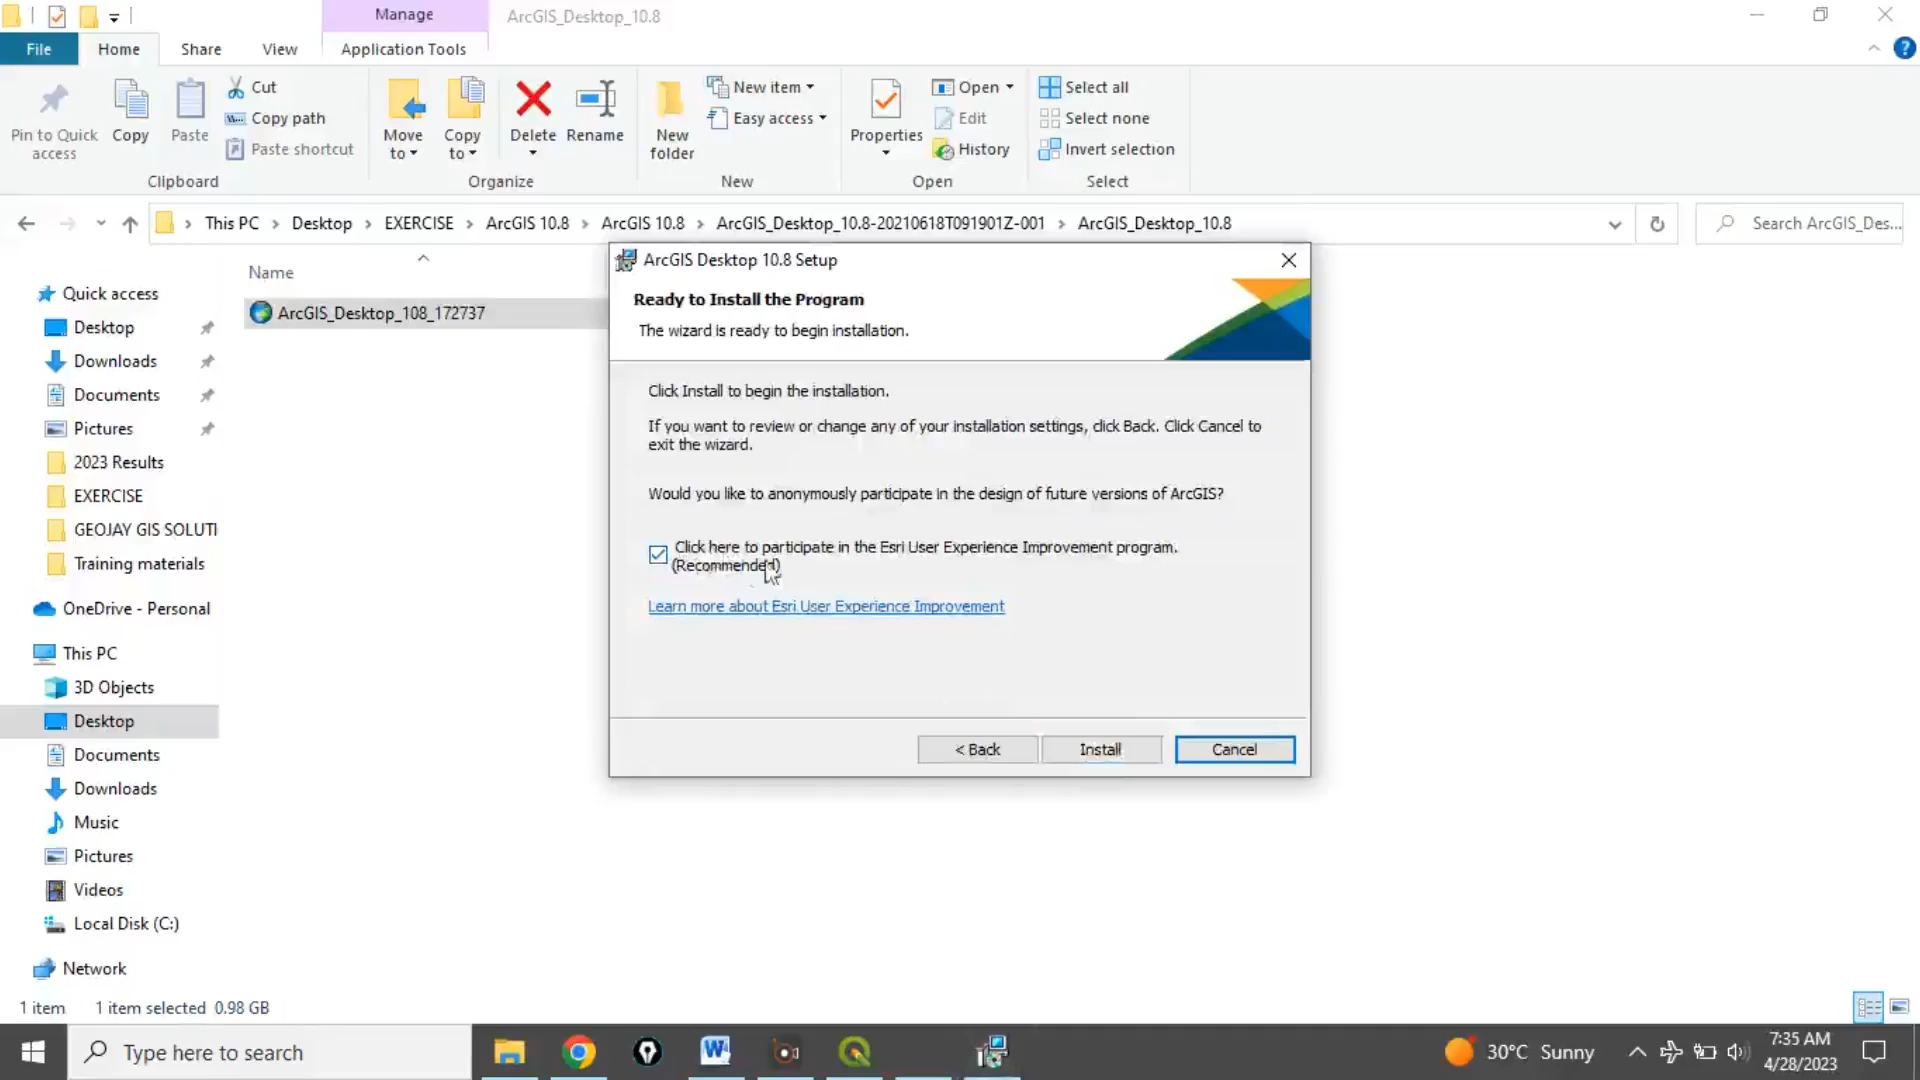 Manage
ArcGIS_Desktop_10.8
File
Home
Share
View
Application Tools
Pin to Quick
access
Copy
Paste
Cut
Copy path
Paste shortcut
Clipboard
Move
to
Copy
to
Delete
Rename
Organize
New
folder
New item
Easy access
New
Properties
Open
Edit
History
Open
Select all
Select none
Invert selection
Select
This PC > Desktop > EXERCISE > ArcGIS 10.8 > ArcGIS 10.8 > ArcGIS_Desktop_10.8-20210618T091901Z-001 > ArcGIS_Desktop_10.8
Search ArcGIS_Des...
Name
ArcGIS_Desktop_108_172737
Quick access
Desktop
Downloads
Documents
Pictures
2023 Results
EXERCISE
GEOJAY GIS SOLUTI
Training materials
OneDrive - Personal
This PC
3D Objects
Desktop
Documents
Downloads
Music
Pictures
Videos
Local Disk (C:)
Network
ArcGIS Desktop 10.8 Setup
Ready to Install the Program
The wizard is ready to begin installation.
Click Install to begin the installation.
If you want to review or change any of your installation settings, click Back. Click Cancel to
exit the wizard.
Would you like to anonymously participate in the design of future versions of ArcGIS?
Click here to participate in the Esri User Experience Improvement program.
(Recommended)
Learn more about Esri User Experience Improvement
< Back
Install
Cancel
1 item
1 item selected 0.98 GB
Type here to search
30°C Sunny
7:35 AM
4/28/2023